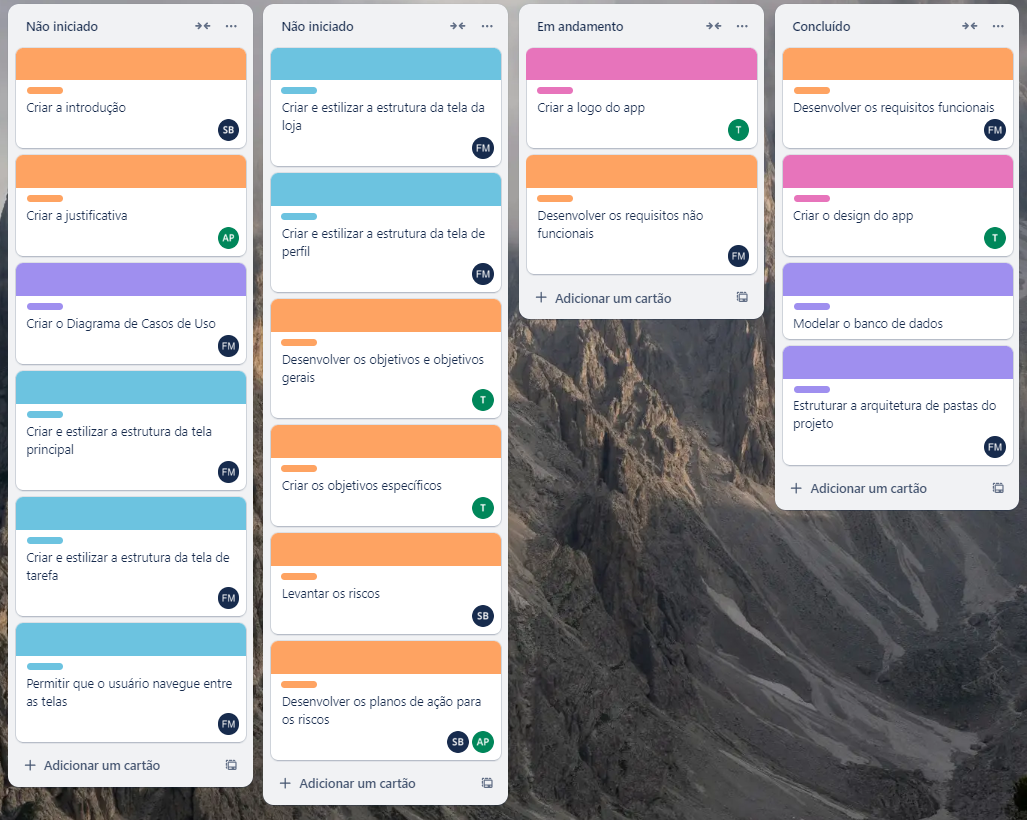 Não iniciado
Criar a introdução
SB
Criar a justificativa
AP
Criar o Diagrama de Casos de Uso
FM
Criar e estilizar a estrutura da tela
principal
FM
Criar e estilizar a estrutura da tela de
tarefa
FM
Permitir que o usuário navegue entre
as telas
FM
+ Adicionar um cartão
Não iniciado
Criar e estilizar a estrutura da tela da
loja
FM
Criar e estilizar a estrutura da tela de
perfil
FM
Desenvolver os objetivos e objetivos
gerais
T
Criar os objetivos específicos
T
Levantar os riscos
SB
Desenvolver os planos de ação para
os riscos
SB AP
+ Adicionar um cartão
Em andamento
Criar a logo do app
T
Desenvolver os requisitos não
funcionais
FM
+ Adicionar um cartão
Concluído
Desenvolver os requisitos funcionais
FM
Criar o design do app
T
Modelar o banco de dados
Estruturar a arquitetura de pastas do
projeto
FM
+ Adicionar um cartão